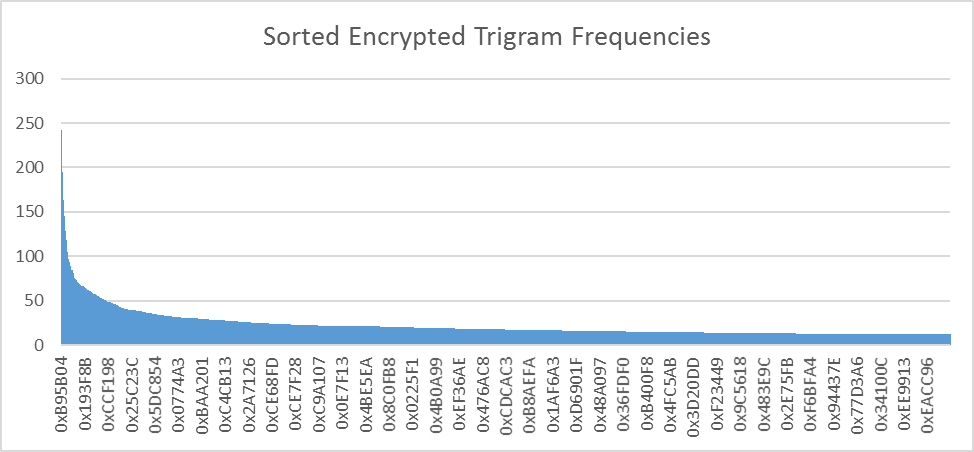 Sorted Encrypted Trigram Frequencies
300
250
200
150
100
50
0
0xB95B04
0x193F8B
0xCCF198
0x25C23C
0x5DC854
0x0774A3
0xBAA201
0xC4CB13
0x2A7126
0xCE68FD
0xCE7F28
0xC9A107
0x0E7F13
0x4BE5EA
0x8C0FB8
0x0225F1
0x4B0A99
0xEF36AE
0x476AC8
0xCDCAC3
0xB8AEFA
0x1AF6A3
0xD6901F
0x48A097
0x36FDF0
0xB400F8
0x4FC5AB
0x3D20DD
0xF23449
0x9C5618
0x483E9C
0x2E75FB
0xF6BFA4
0x94437E
0x77D3A6
0x34100C
0xEE9913
0xEACC96